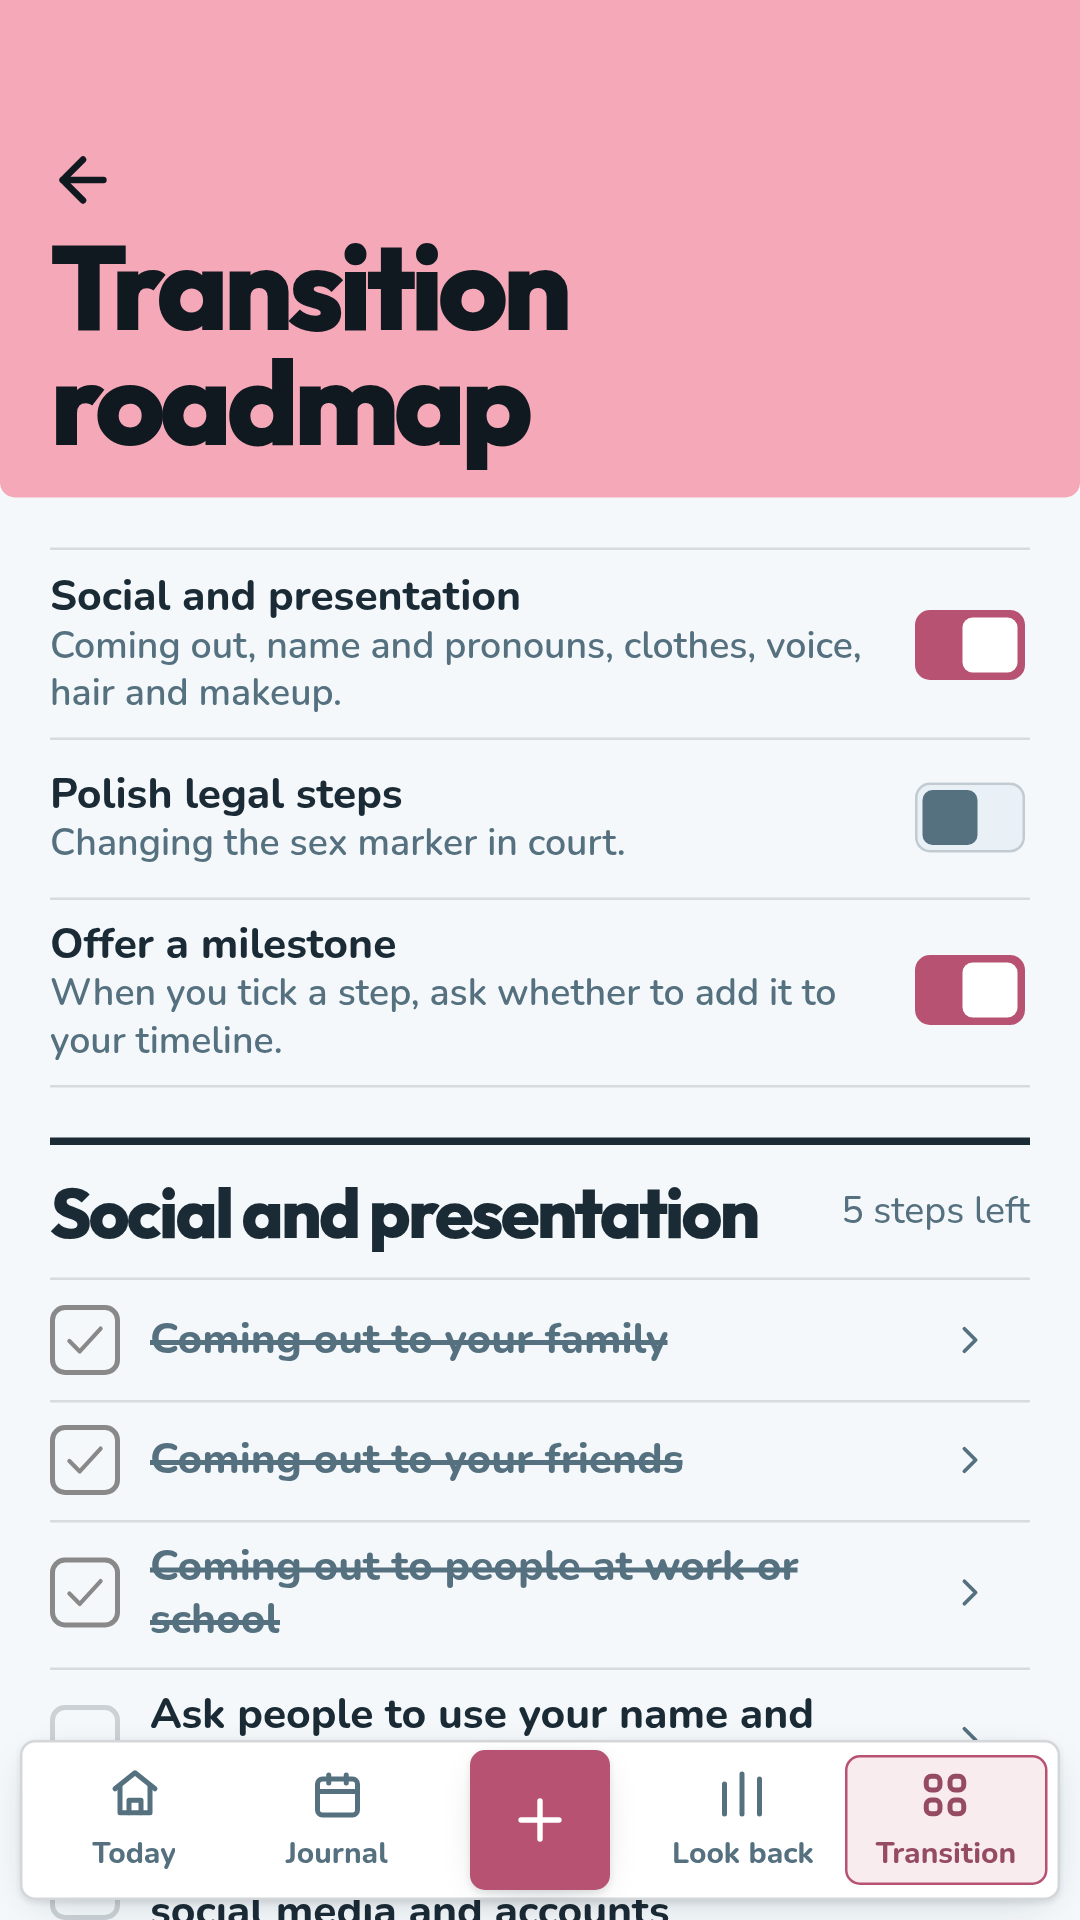 Transition
roadmap
Social and presentation
Coming out, name and pronouns, clothes, voice,
hair and makeup.
Polish legal steps
Changing the sex marker in court.
Offer a milestone
When you tick a step, ask whether to add it to
your timeline.
Social and presentation
5 steps left
Coming out to your family
Coming out to your friends
Coming out to people at work or
school
Ask people to use your name and
social media and accounts
Today
Journal
Look back
Transition